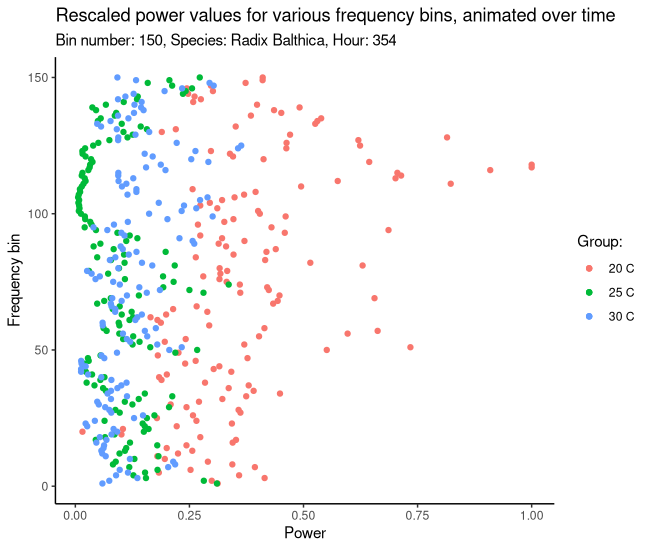 Rescaled power values for various frequency bins, animated over time
Bin number: 150, Species: Radix Balthica, Hour: 354
150
100
50
0
Frequency bin
0.00 0.25 0.50 0.75 1.00
Power
Group:
20 C
25 C
30 C